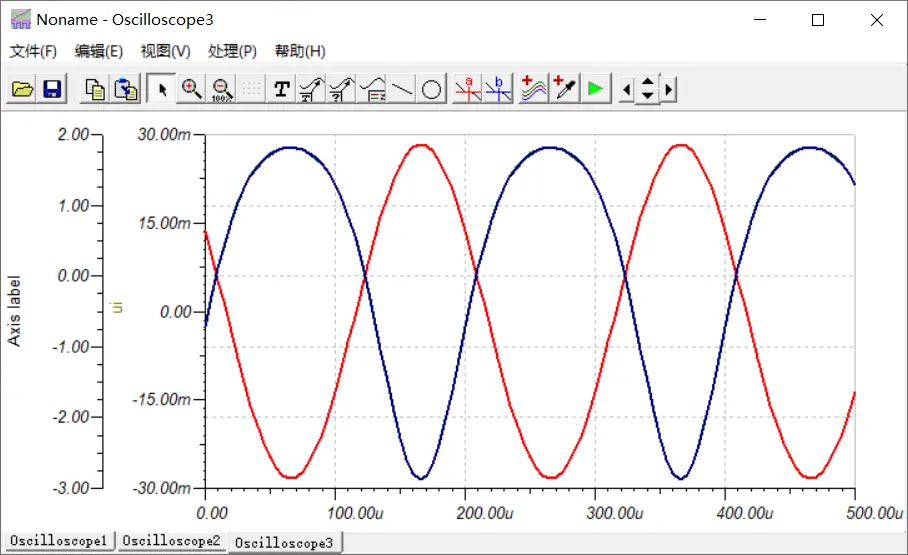 Noname - Oscilloscope3
文件(F) 编辑(E) 视图(V) 处理(P) 帮助(H)
100% T ? a b
2.00 30.00m
1.00
15.00m
0.00
0.00
-1.00
-15.00m
-2.00
-3.00 -30.00m
Axis label
ui
0.00 100.00u 200.00u 300.00u 400.00u 500.00u
Oscilloscope1 Oscilloscope2 Oscilloscope3